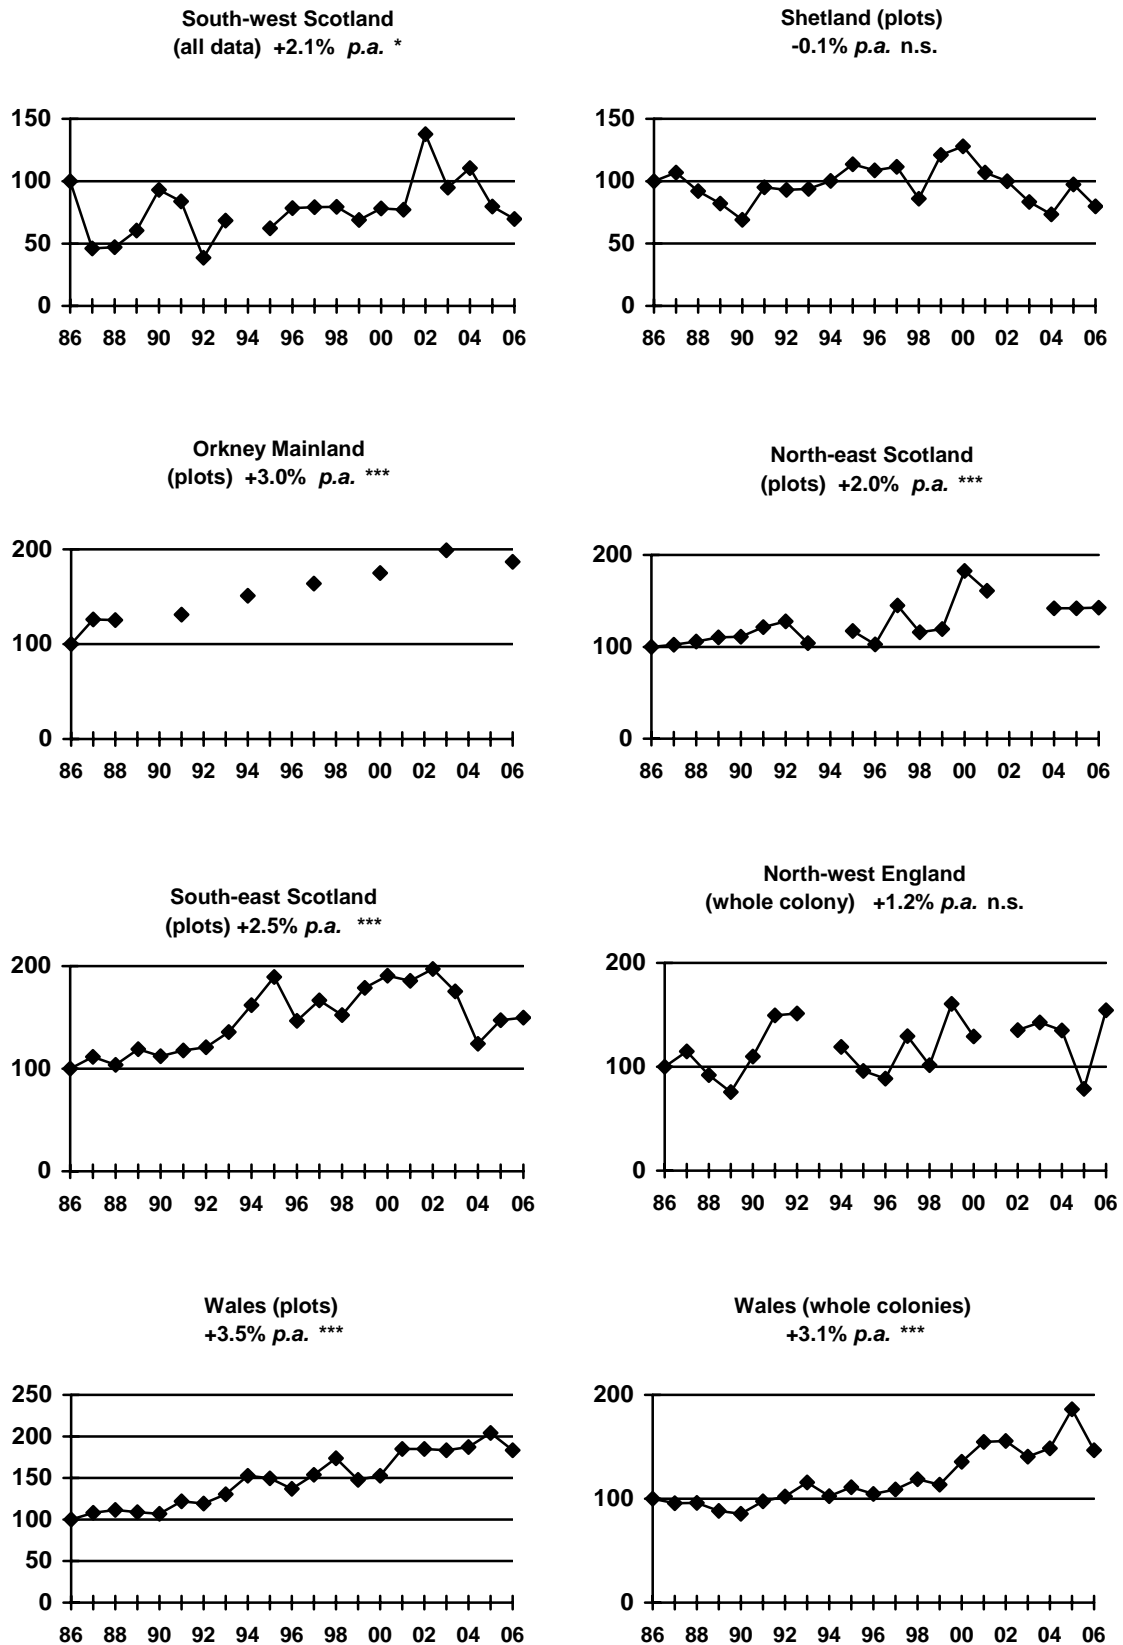 South-west Scotland
(all data) +2.1% p.a. *
150
100
50
0
86 88 90 92 94 96 98 00 02 04 06
Shetland (plots)
-0.1% p.a. n.s.
150
100
50
0
86 88 90 92 94 96 98 00 02 04 06
Orkney Mainland
(plots) +3.0% p.a. ***
200
100
0
86 88 90 92 94 96 98 00 02 04 06
North-east Scotland
(plots) +2.0% p.a. ***
200
100
0
86 88 90 92 94 96 98 00 02 04 06
South-east Scotland
(plots) +2.5% p.a. ***
200
100
0
86 88 90 92 94 96 98 00 02 04 06
North-west England
(whole colony) +1.2% p.a. n.s.
200
100
0
86 88 90 92 94 96 98 00 02 04 06
Wales (plots)
+3.5% p.a. ***
250
200
150
100
50
0
86 88 90 92 94 96 98 00 02 04 06
Wales (whole colonies)
+3.1% p.a. ***
200
100
0
86 88 90 92 94 96 98 00 02 04 06